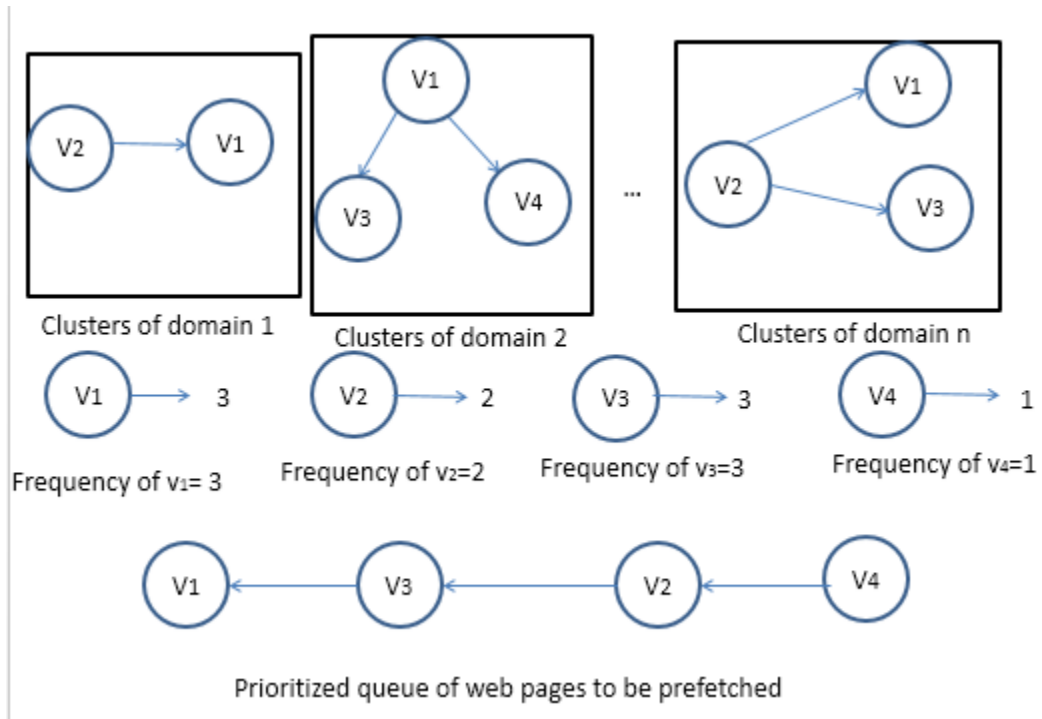 V2
V1
Clusters of domain 1
V1
V3
V4
Clusters of domain 2
...
V1
V2
V3
Clusters of domain n
V1 3
V2 2
V3 3
V4 1
Frequency of v1= 3
Frequency of v2=2
Frequency of v3=3
Frequency of v4=1
V1 V3 V2 V4
Prioritized queue of web pages to be prefetched